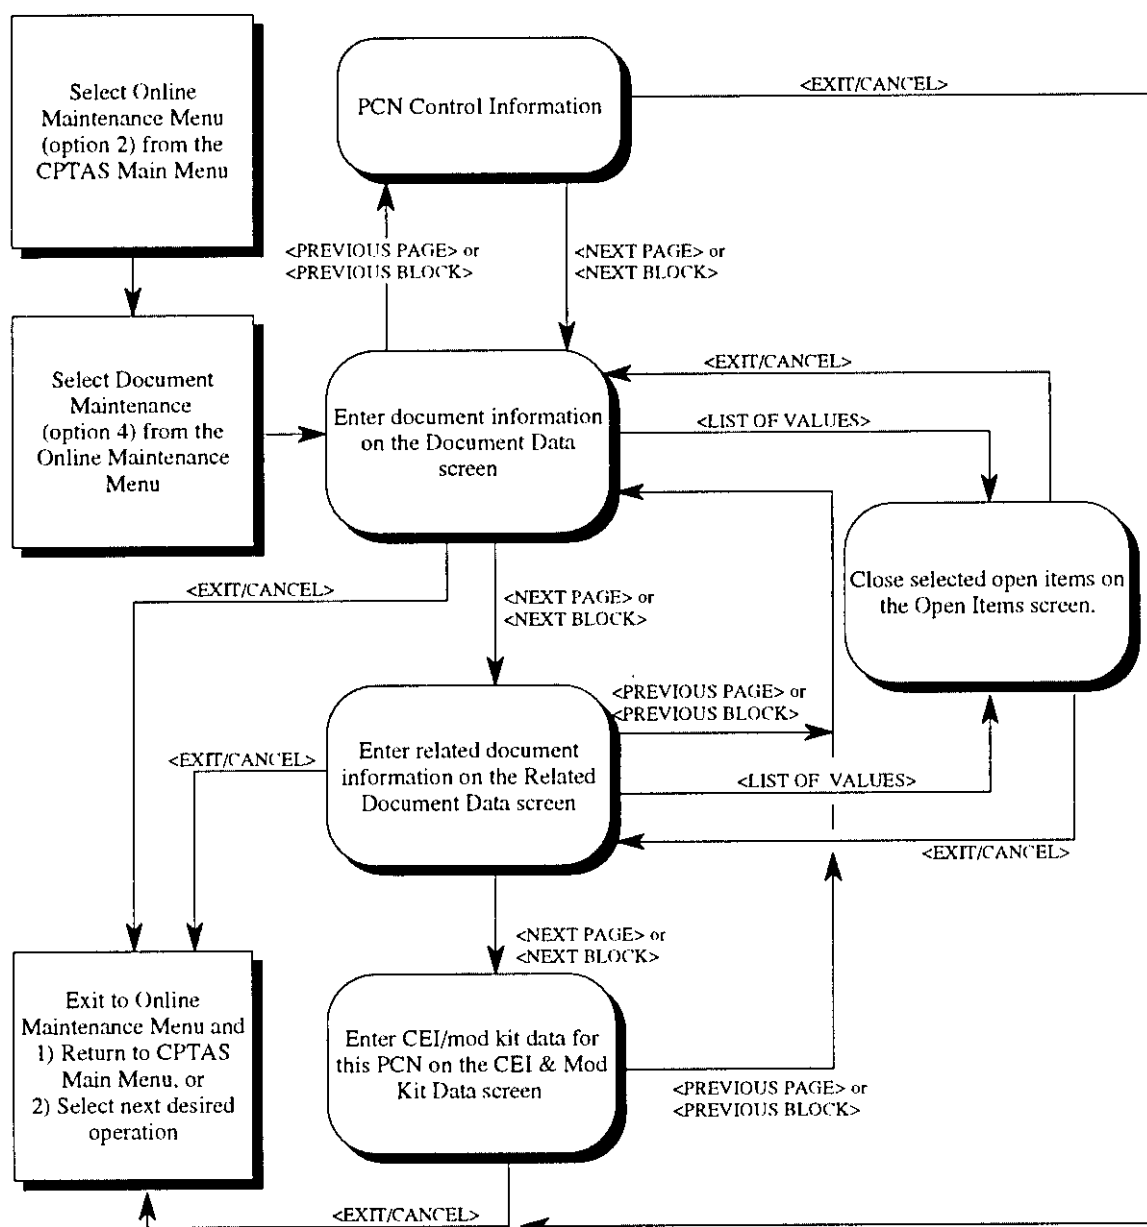 Select Online
Maintenance Menu
(option 2) from the
CPTAS Main Menu
PCN Control Information
<EXIT/CANCEL>
<PREVIOUS PAGE> or
<PREVIOUS BLOCK>
<NEXT PAGE> or
<NEXT BLOCK>
Select Document
Maintenance
(option 4) from the
Online Maintenance
Menu
Enter document information
on the Document Data
screen
<EXIT/CANCEL>
<LIST OF VALUES>
Close selected open items on
the Open Items screen.
<EXIT/CANCEL>
<NEXT PAGE> or
<NEXT BLOCK>
<PREVIOUS PAGE> or
<PREVIOUS BLOCK>
Enter related document
information on the Related
Document Data screen
<EXIT/CANCEL>
<LIST OF VALUES>
<EXIT/CANCEL>
<NEXT PAGE> or
<NEXT BLOCK>
Exit to Online
Maintenance Menu and
1) Return to CPTAS
Main Menu, or
2) Select next desired
operation
Enter CEI/mod kit data for
this PCN on the CEI & Mod
Kit Data screen
<PREVIOUS PAGE> or
<PREVIOUS BLOCK>
<EXIT/CANCEL>